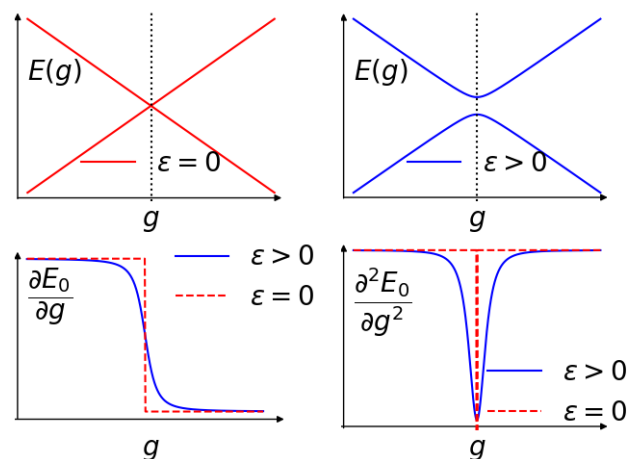 E(g)
ε = 0
g
E(g)
ε > 0
g
∂E₀
∂g
ε > 0
ε = 0
g
∂²E₀
∂g²
ε > 0
ε = 0
g